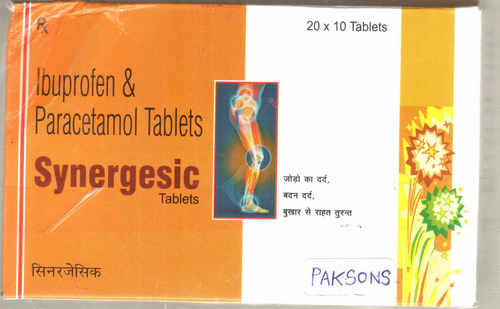 ℞
20 x 10 Tablets
Ibuprofen &
Paracetamol Tablets
Synergesic
Tablets
जोड़ो का दर्द,
बदन दर्द,
बुखार से राहत तुरन्त
सिनरजेसिक
PAKSONS